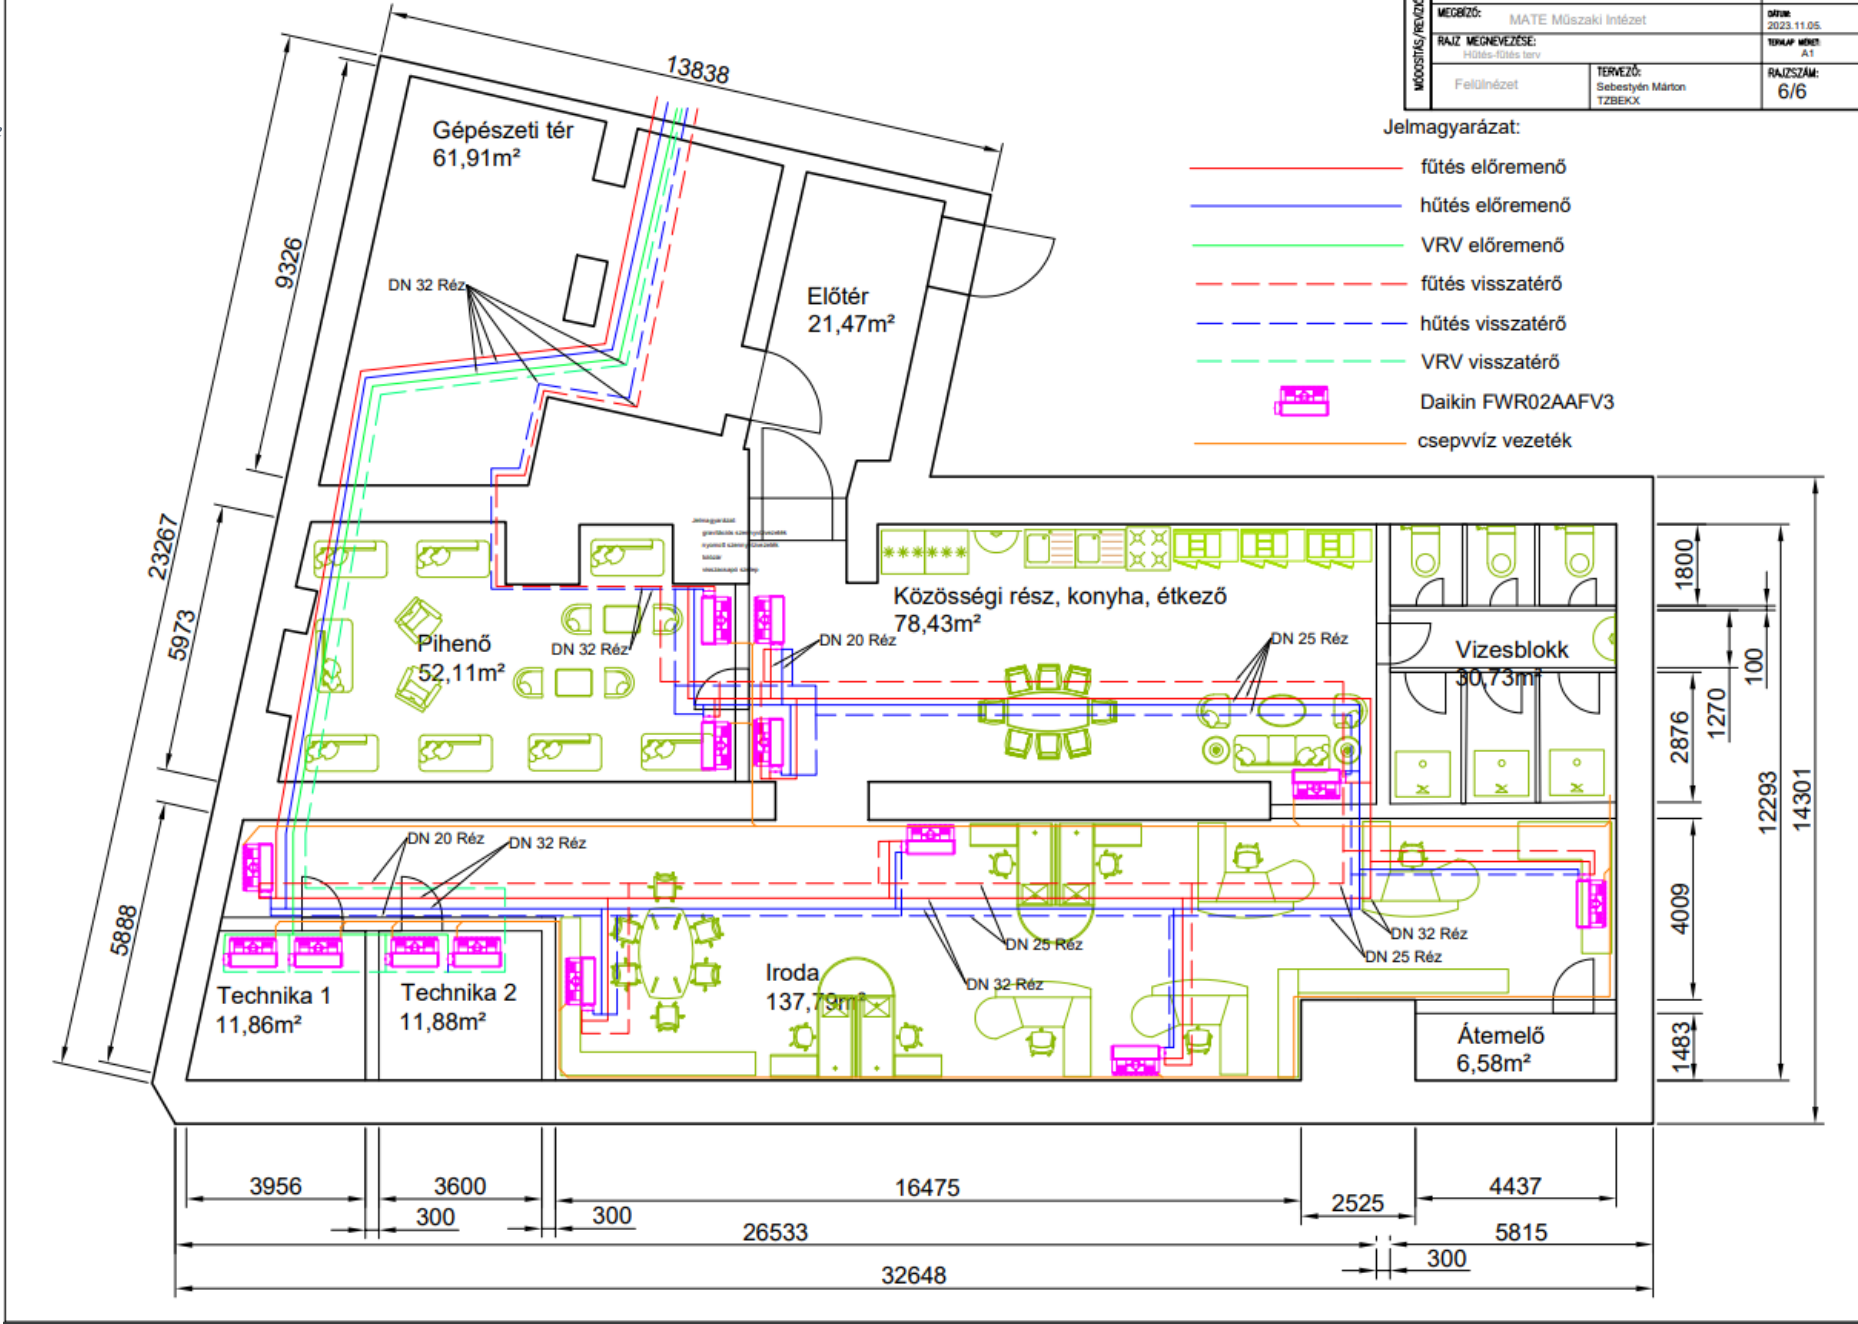 MÓDOSÍTÁS/REVÍZIÓ
MEGBÍZÓ:
MATE Műszaki Intézet
DÁTUM:
2023.11.05.
RAJZ MEGNEVEZÉSE:
Hűtés-fűtés terv
TERVLAP MÉRET:
A1
Felülnézet
TERVEZŐ:
Sebestyén Márton
TZBEKX
RAJZSZÁM:
6/6
Jelmagyarázat:
fűtés előremenő
hűtés előremenő
VRV előremenő
fűtés visszatérő
hűtés visszatérő
VRV visszatérő
Daikin FWR02AAFV3
csepvvíz vezeték
13838
Gépészeti tér
61,91m²
9326
DN 32 Réz
Előtér
21,47m²
23267
5973
5888
Jelmagyarázat:
Pihenő
52,11m²
DN 32 Réz
Közösségi rész, konyha, étkező
78,43m²
DN 20 Réz
DN 25 Réz
Vizesblokk
30,73m²
1800
100
1270
2876
12293
14301
4009
1483
DN 20 Réz
DN 32 Réz
DN 25 Réz
DN 32 Réz
DN 32 Réz
DN 25 Réz
Technika 1
11,86m²
Technika 2
11,88m²
Iroda
137,79m²
Átemelő
6,58m²
3956
3600
16475
4437
300
300
2525
26533
5815
300
32648